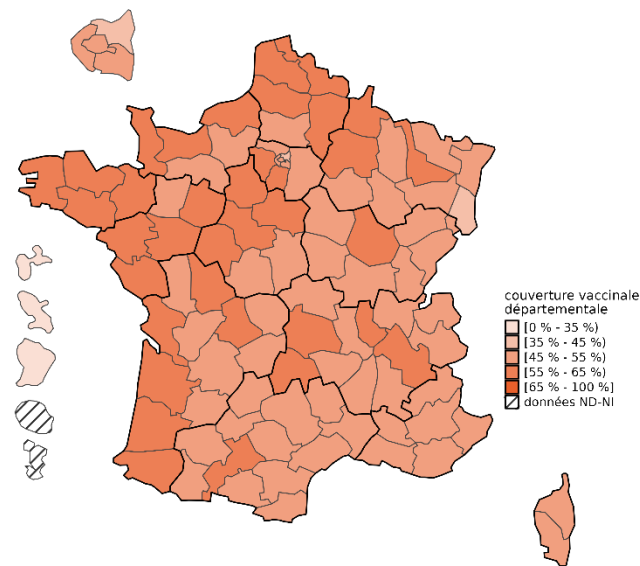 couverture vaccinale
départementale
[0 % - 35 %)
[35 % - 45 %)
[45 % - 55 %)
[55 % - 65 %)
[65 % - 100 %]
données ND-NI